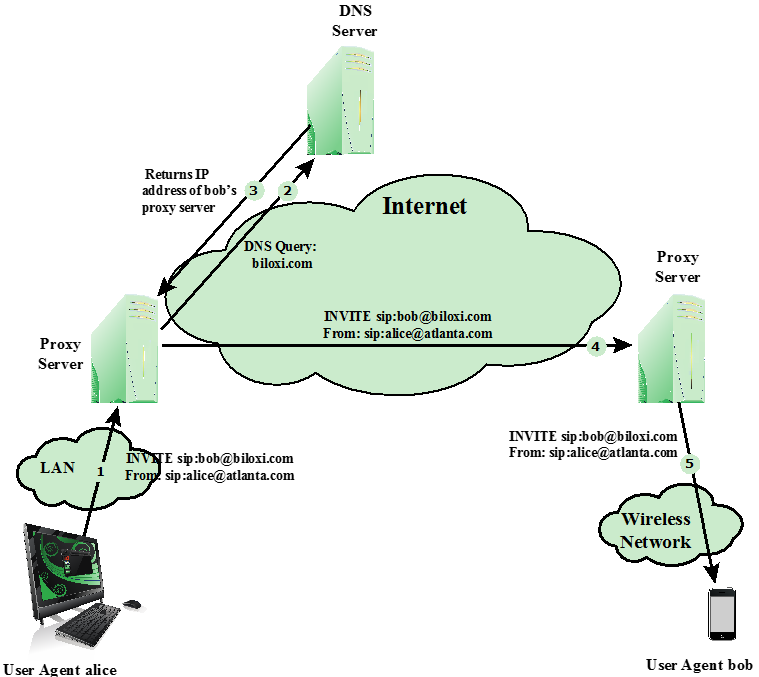 DNS
Server
Returns IP
address of bob's
proxy server
3
2
Internet
DNS Query:
biloxi.com
Proxy
Server
INVITE sip:bob@biloxi.com
From: sip:alice@atlanta.com
Proxy
Server
4
LAN
1
INVITE sip:bob@biloxi.com
From: sip:alice@atlanta.com
INVITE sip:bob@biloxi.com
From: sip:alice@atlanta.com
5
Wireless
Network
User Agent alice
User Agent bob